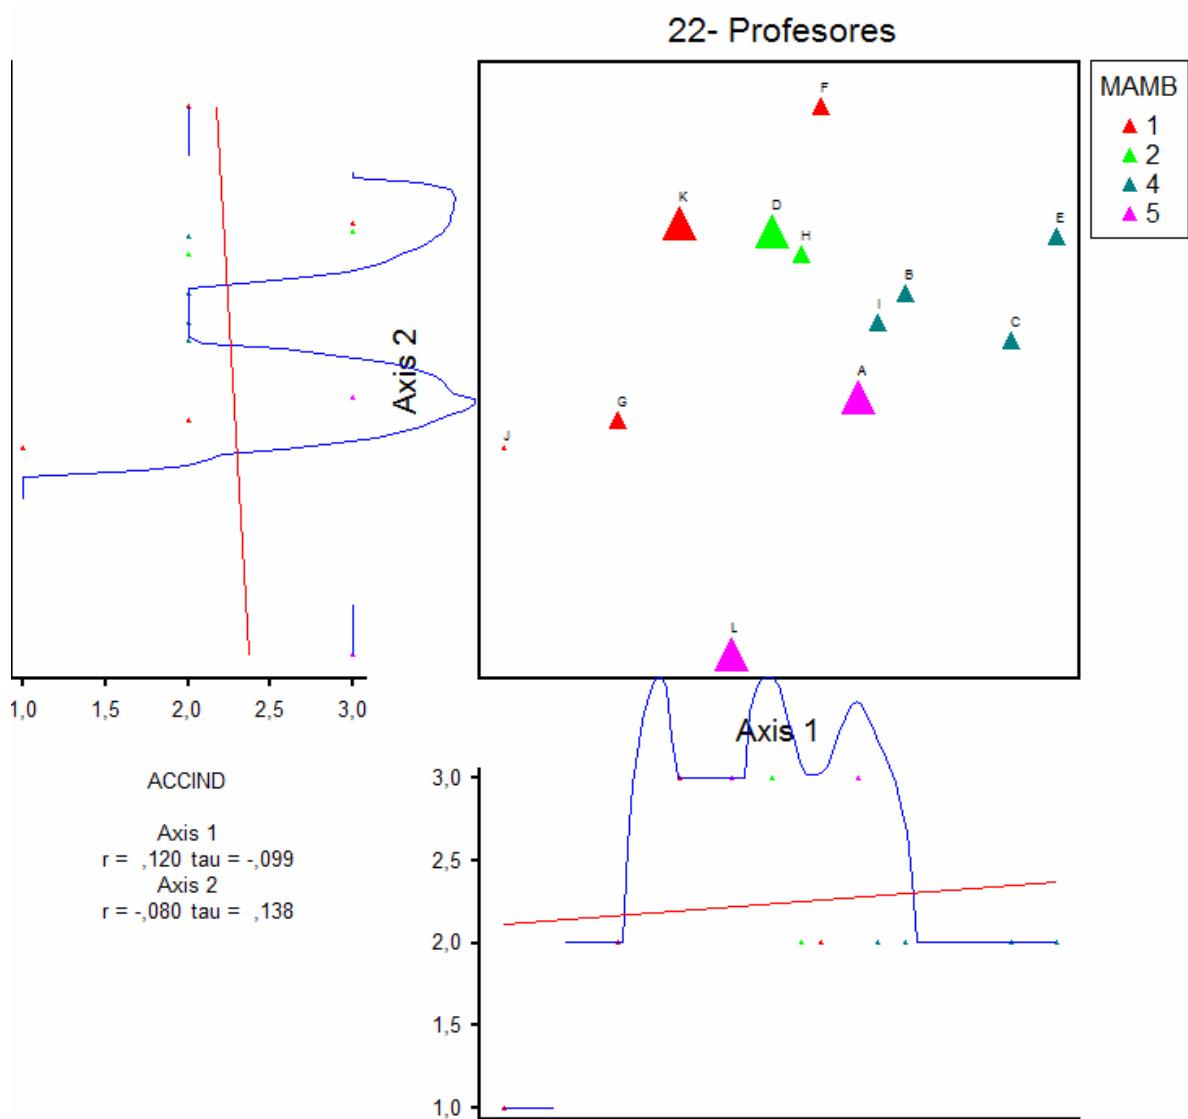 22- Profesores
MAMB
1
2
4
5
F
K
D
H
E
B
I
C
A
G
J
L
Axis 2
1,0 1,5 2,0 2,5 3,0
Axis 1
ACCIND
Axis 1
r = ,120 tau = -,099
Axis 2
r = -,080 tau = ,138
3,0
2,5
2,0
1,5
1,0